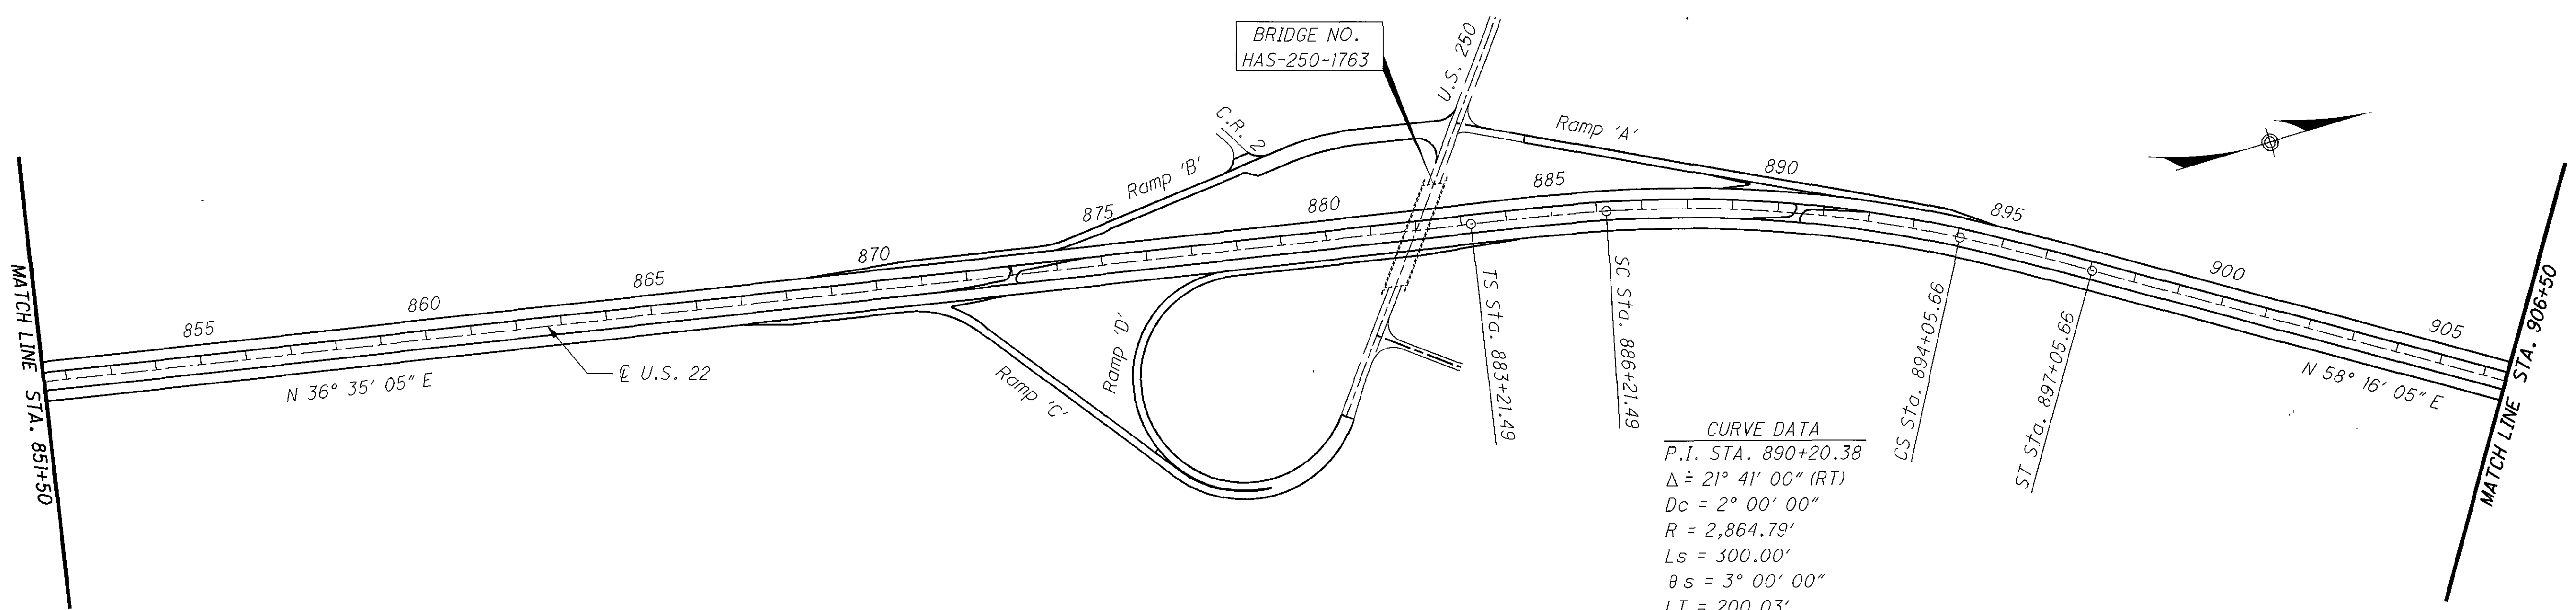 BRIDGE NO.
HAS-250-1763
U.S. 250
C.R. 2
Ramp 'A'
Ramp 'B'
890
885
875
880
895
870
900
865
860
905
855
MATCH LINE STA. 851+50
MATCH LINE STA. 906+50
N 36° 35' 05" E
℄ U.S. 22
Ramp 'C'
Ramp 'D'
TS Sta. 883+21.49
SC Sta. 886+21.49
CS Sta. 894+05.66
ST Sta. 897+05.66
N 58° 16' 05" E
CURVE DATA
P.I. STA. 890+20.38
Δ ≐ 21° 41' 00" (RT)
Dc = 2° 00' 00"
R = 2,864.79'
Ls = 300.00'
θs = 3° 00' 00"
LT = 200.03'